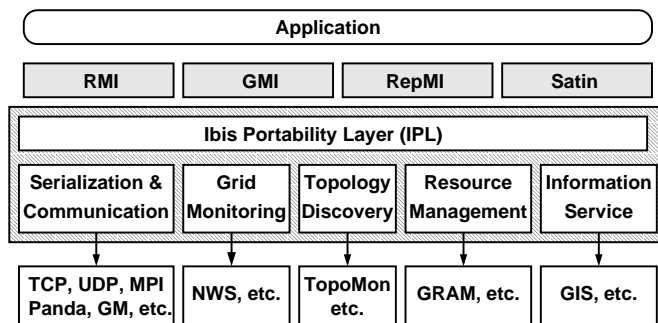 Application
RMI
GMI
RepMI
Satin
Ibis Portability Layer (IPL)
Serialization &
Communication
Grid
Monitoring
Topology
Discovery
Resource
Management
Information
Service
TCP, UDP, MPI
Panda, GM, etc.
NWS, etc.
TopoMon
etc.
GRAM, etc.
GIS, etc.